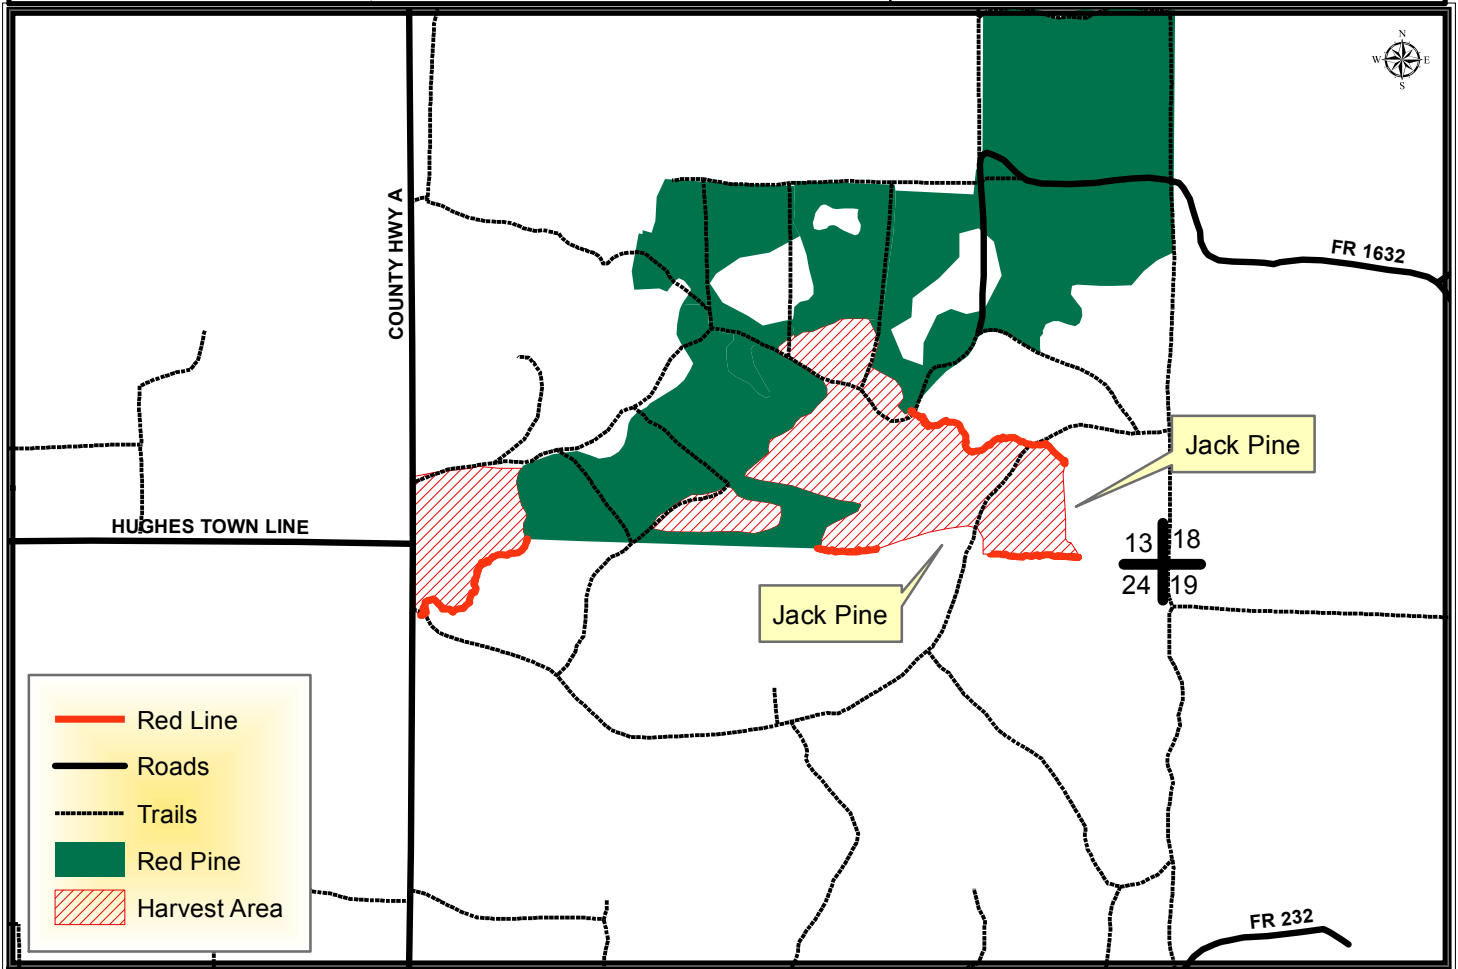 N
W E
S
COUNTY HWY A
FR 1632
Jack Pine
HUGHES TOWN LINE
13 18
24 19
Jack Pine
Red Line
Roads
Trails
Red Pine
Harvest Area
FR 232